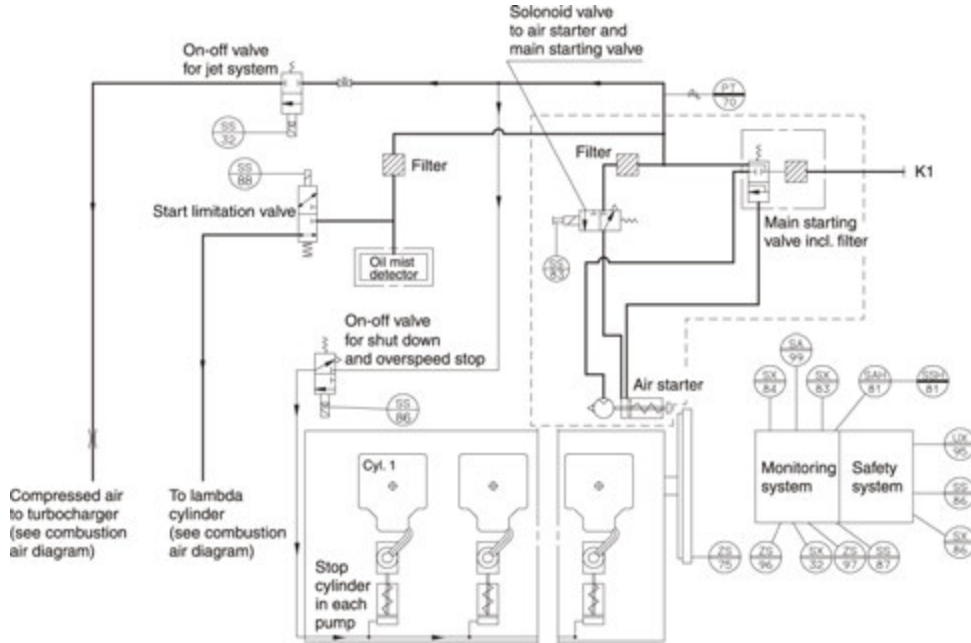 Solonoid valve
to air starter and
main starting valve
On-off valve
for jet system
PT
70
SS
32
Filter
Filter
SS
88
K1
Start limitation valve
Main starting
valve incl. filter
Oil mist
detector
SS
83
On-off valve
for shut down
and overspeed stop
SS
86
Air starter
SA
99
SX
84
SX
83
SAH
81
SSH
81
Cyl. 1
Monitoring
system
Safety
system
UX
95
SS
86
SX
86
Compressed air
to turbocharger
(see combustion
air diagram)
To lambda
cylinder
(see combustion
air diagram)
Stop
cylinder
in each
pump
ZS
75
ZS
96
SX
32
ZS
97
SS
87